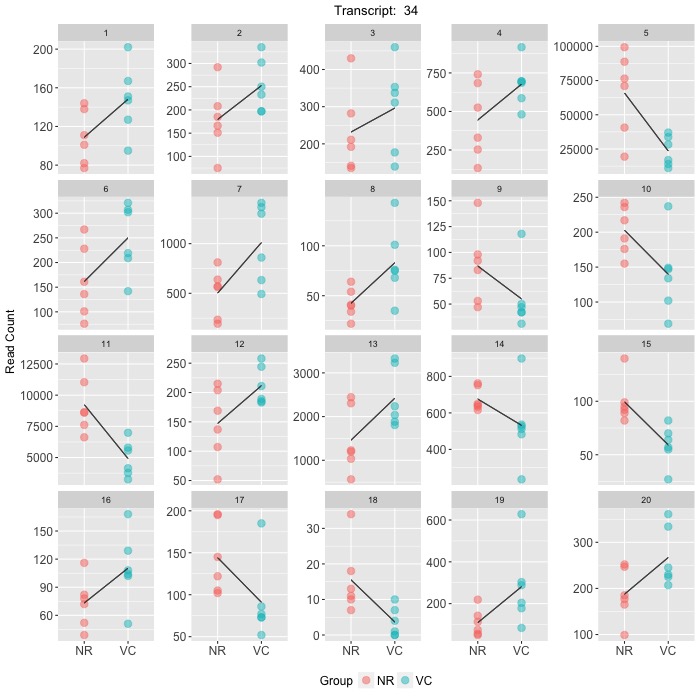 Transcript:  34
1 2 3 4 5
200 160 120 80
300 250 200 150 100
400 300 200
750 500 250
100000 75000 50000 25000
6 7 8 9 10
300 250 200 150 100
1000 500
100 50
150 125 100 75 50
250 200 150 100
Read Count
11 12 13 14 15
12500 10000 7500 5000
250 200 150 100 50
3000 2000 1000
800 600 400
100 50
16 17 18 19 20
150 120 90 60
200 150 100 50
30 20 10 0
600 400 200
300 200 100
NR VC NR VC NR VC NR VC NR VC
Group NR VC